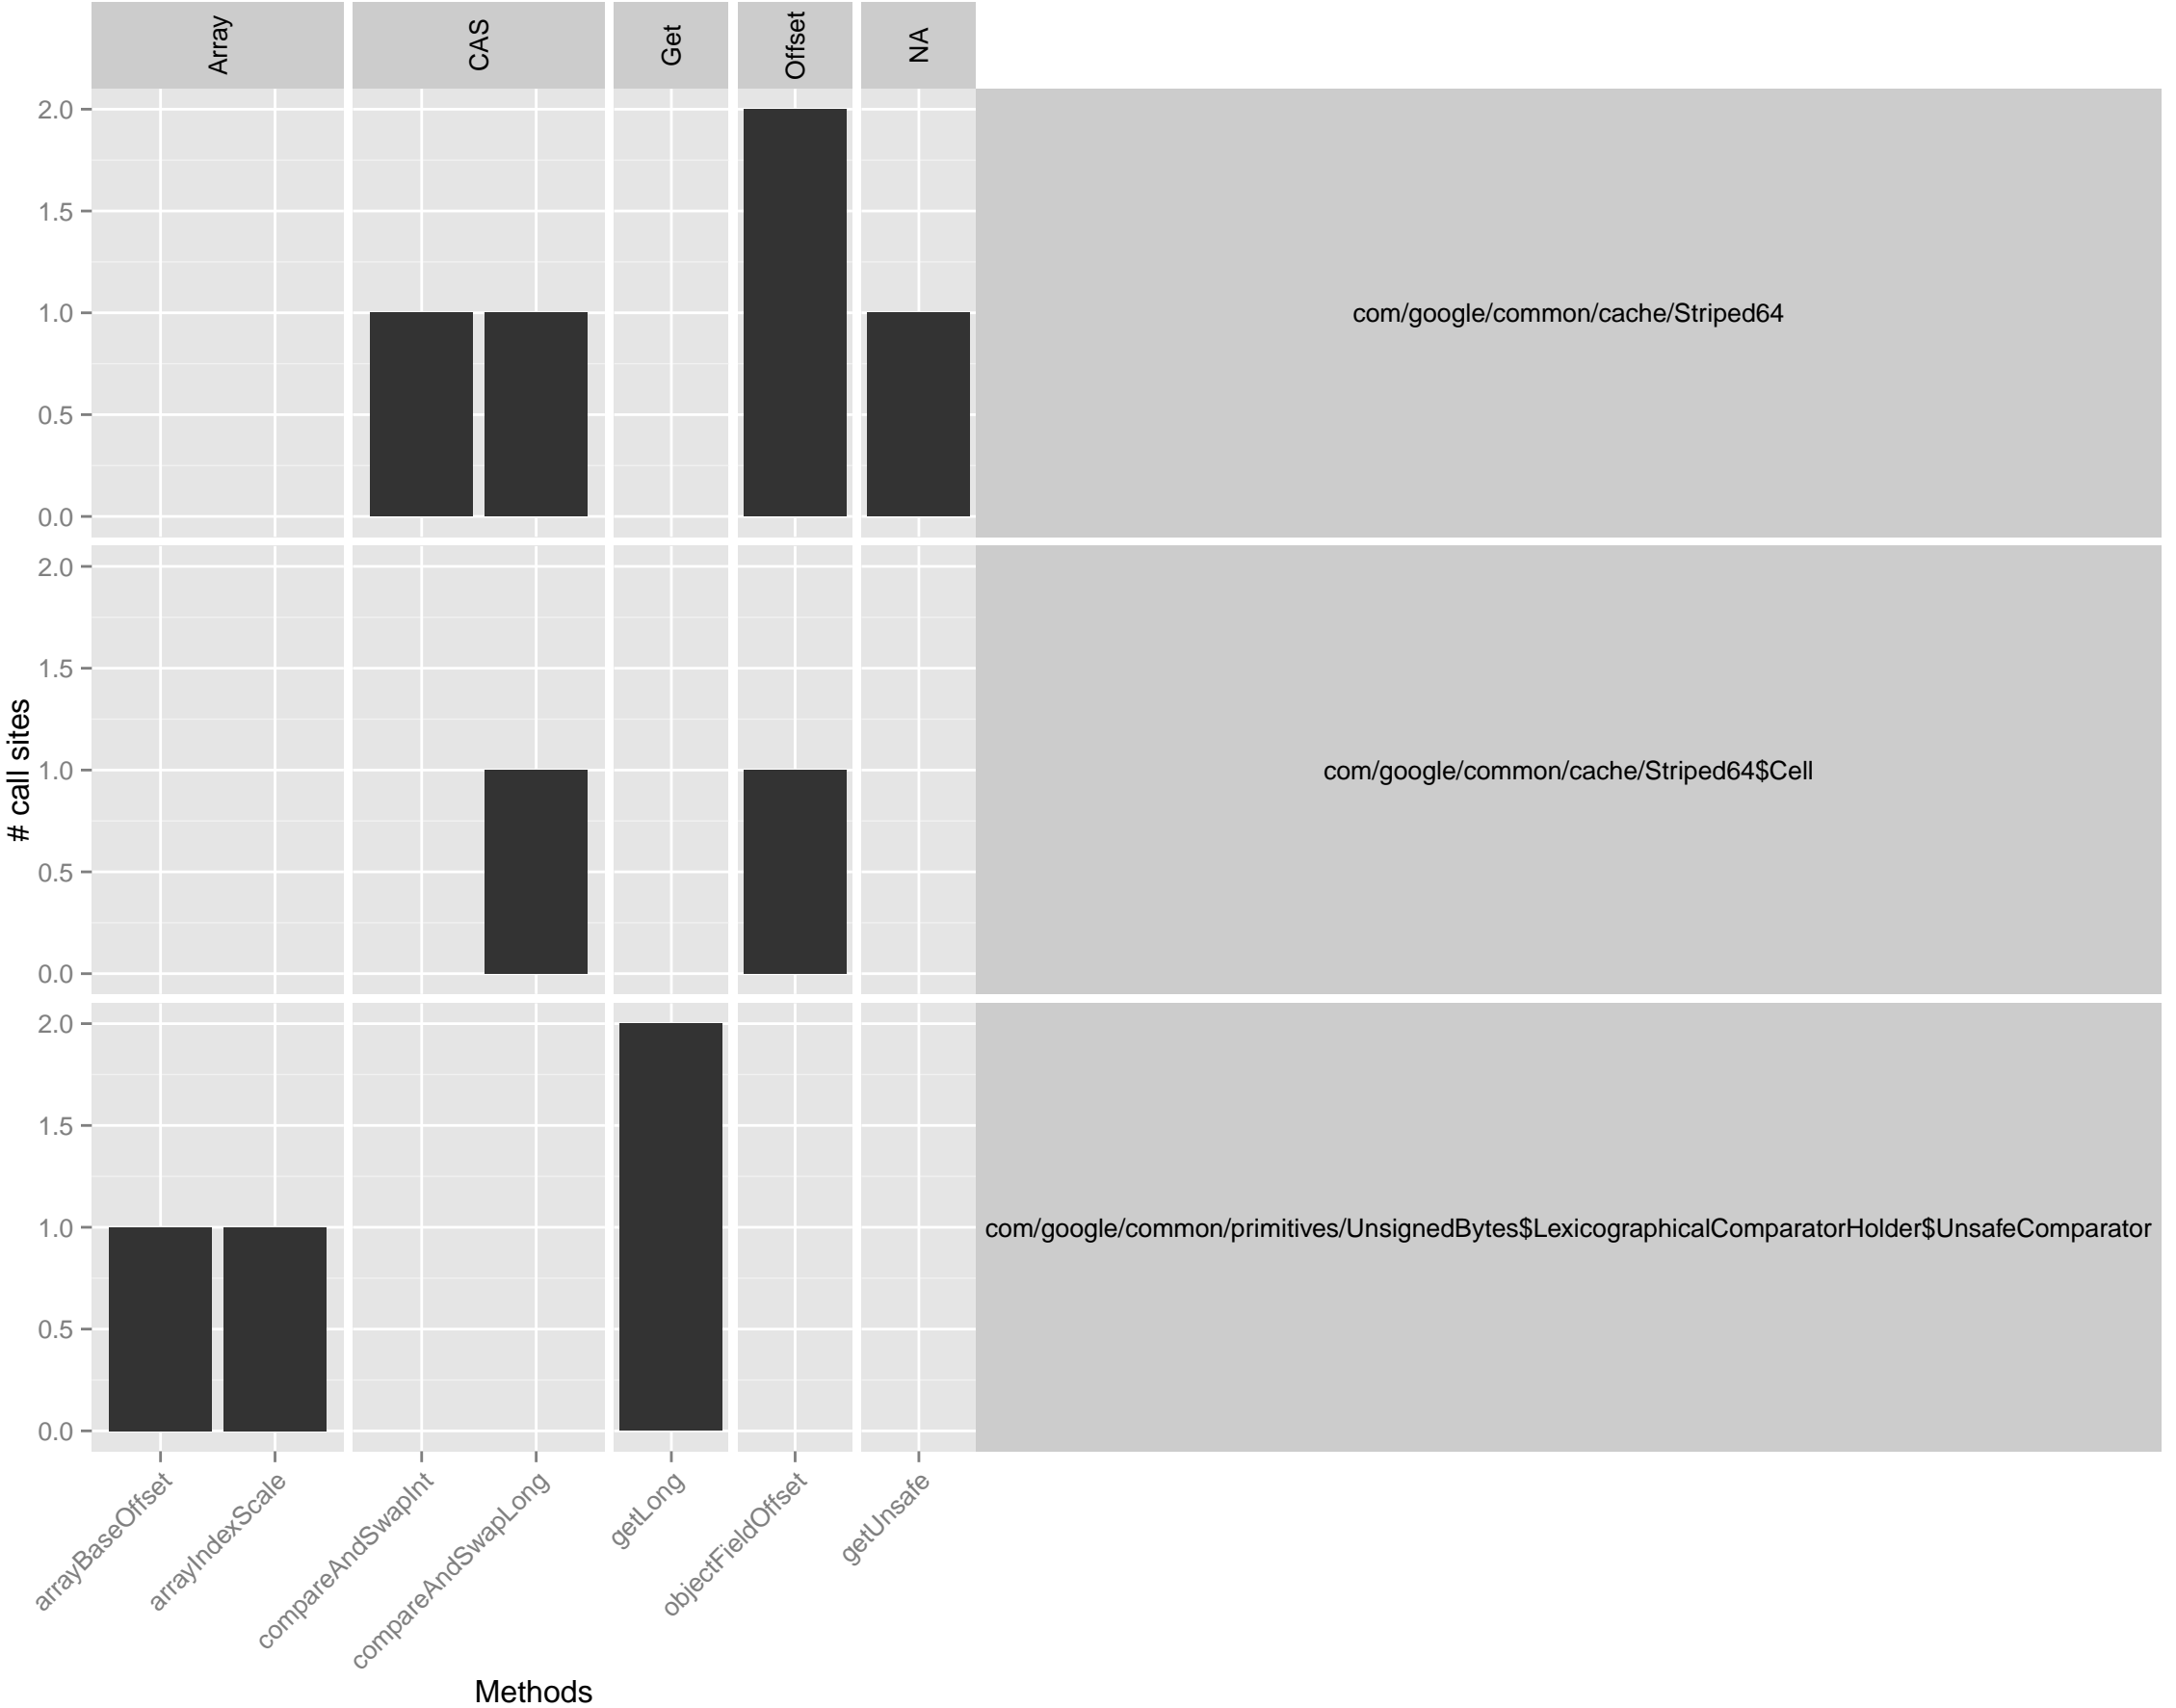 Array
CAS
Get
Offset
NA
2.0
1.5
1.0
0.5
0.0
com/google/common/cache/Striped64
2.0
1.5
1.0
0.5
0.0
com/google/common/cache/Striped64$Cell
2.0
1.5
1.0
0.5
0.0
com/google/common/primitives/UnsignedBytes$LexicographicalComparatorHolder$UnsafeComparator
# call sites
arrayBaseOffset
arrayIndexScale
compareAndSwapInt
compareAndSwapLong
getLong
objectFieldOffset
getUnsafe
Methods